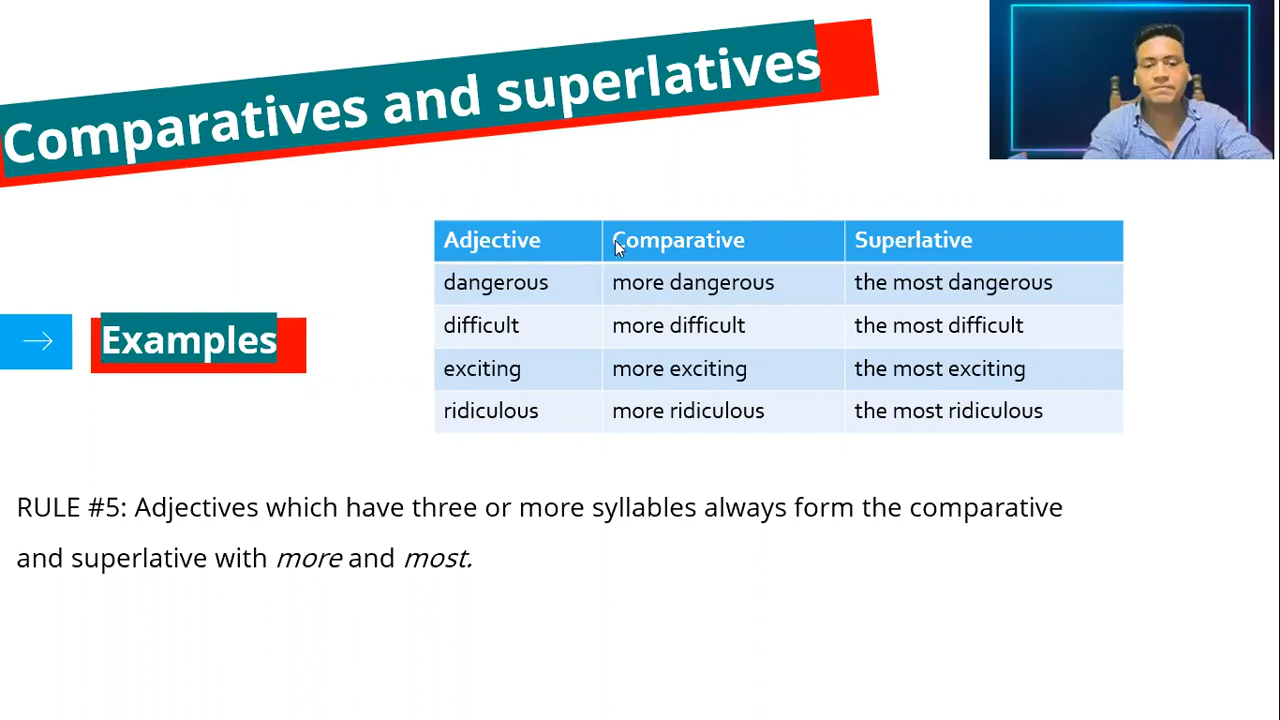 Comparatives and superlatives
Adjective Comparative Superlative
dangerous more dangerous the most dangerous
difficult more difficult the most difficult
exciting more exciting the most exciting
ridiculous more ridiculous the most ridiculous
Examples
RULE #5: Adjectives which have three or more syllables always form the comparative
and superlative with more and most.